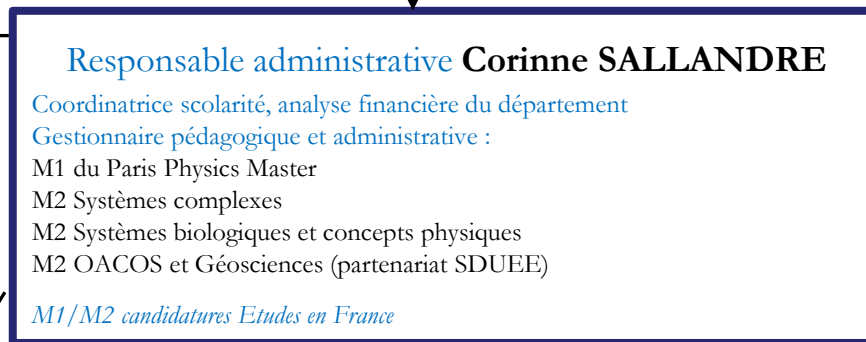 Responsable administrative Corinne SALLANDRE
Coordinatrice scolarité, analyse financière du département
Gestionnaire pédagogique et administrative :
M1 du Paris Physics Master
M2 Systèmes complexes
M2 Systèmes biologiques et concepts physiques
M2 OACOS et Géosciences (partenariat SDUEE)
M1/M2 candidatures Etudes en France